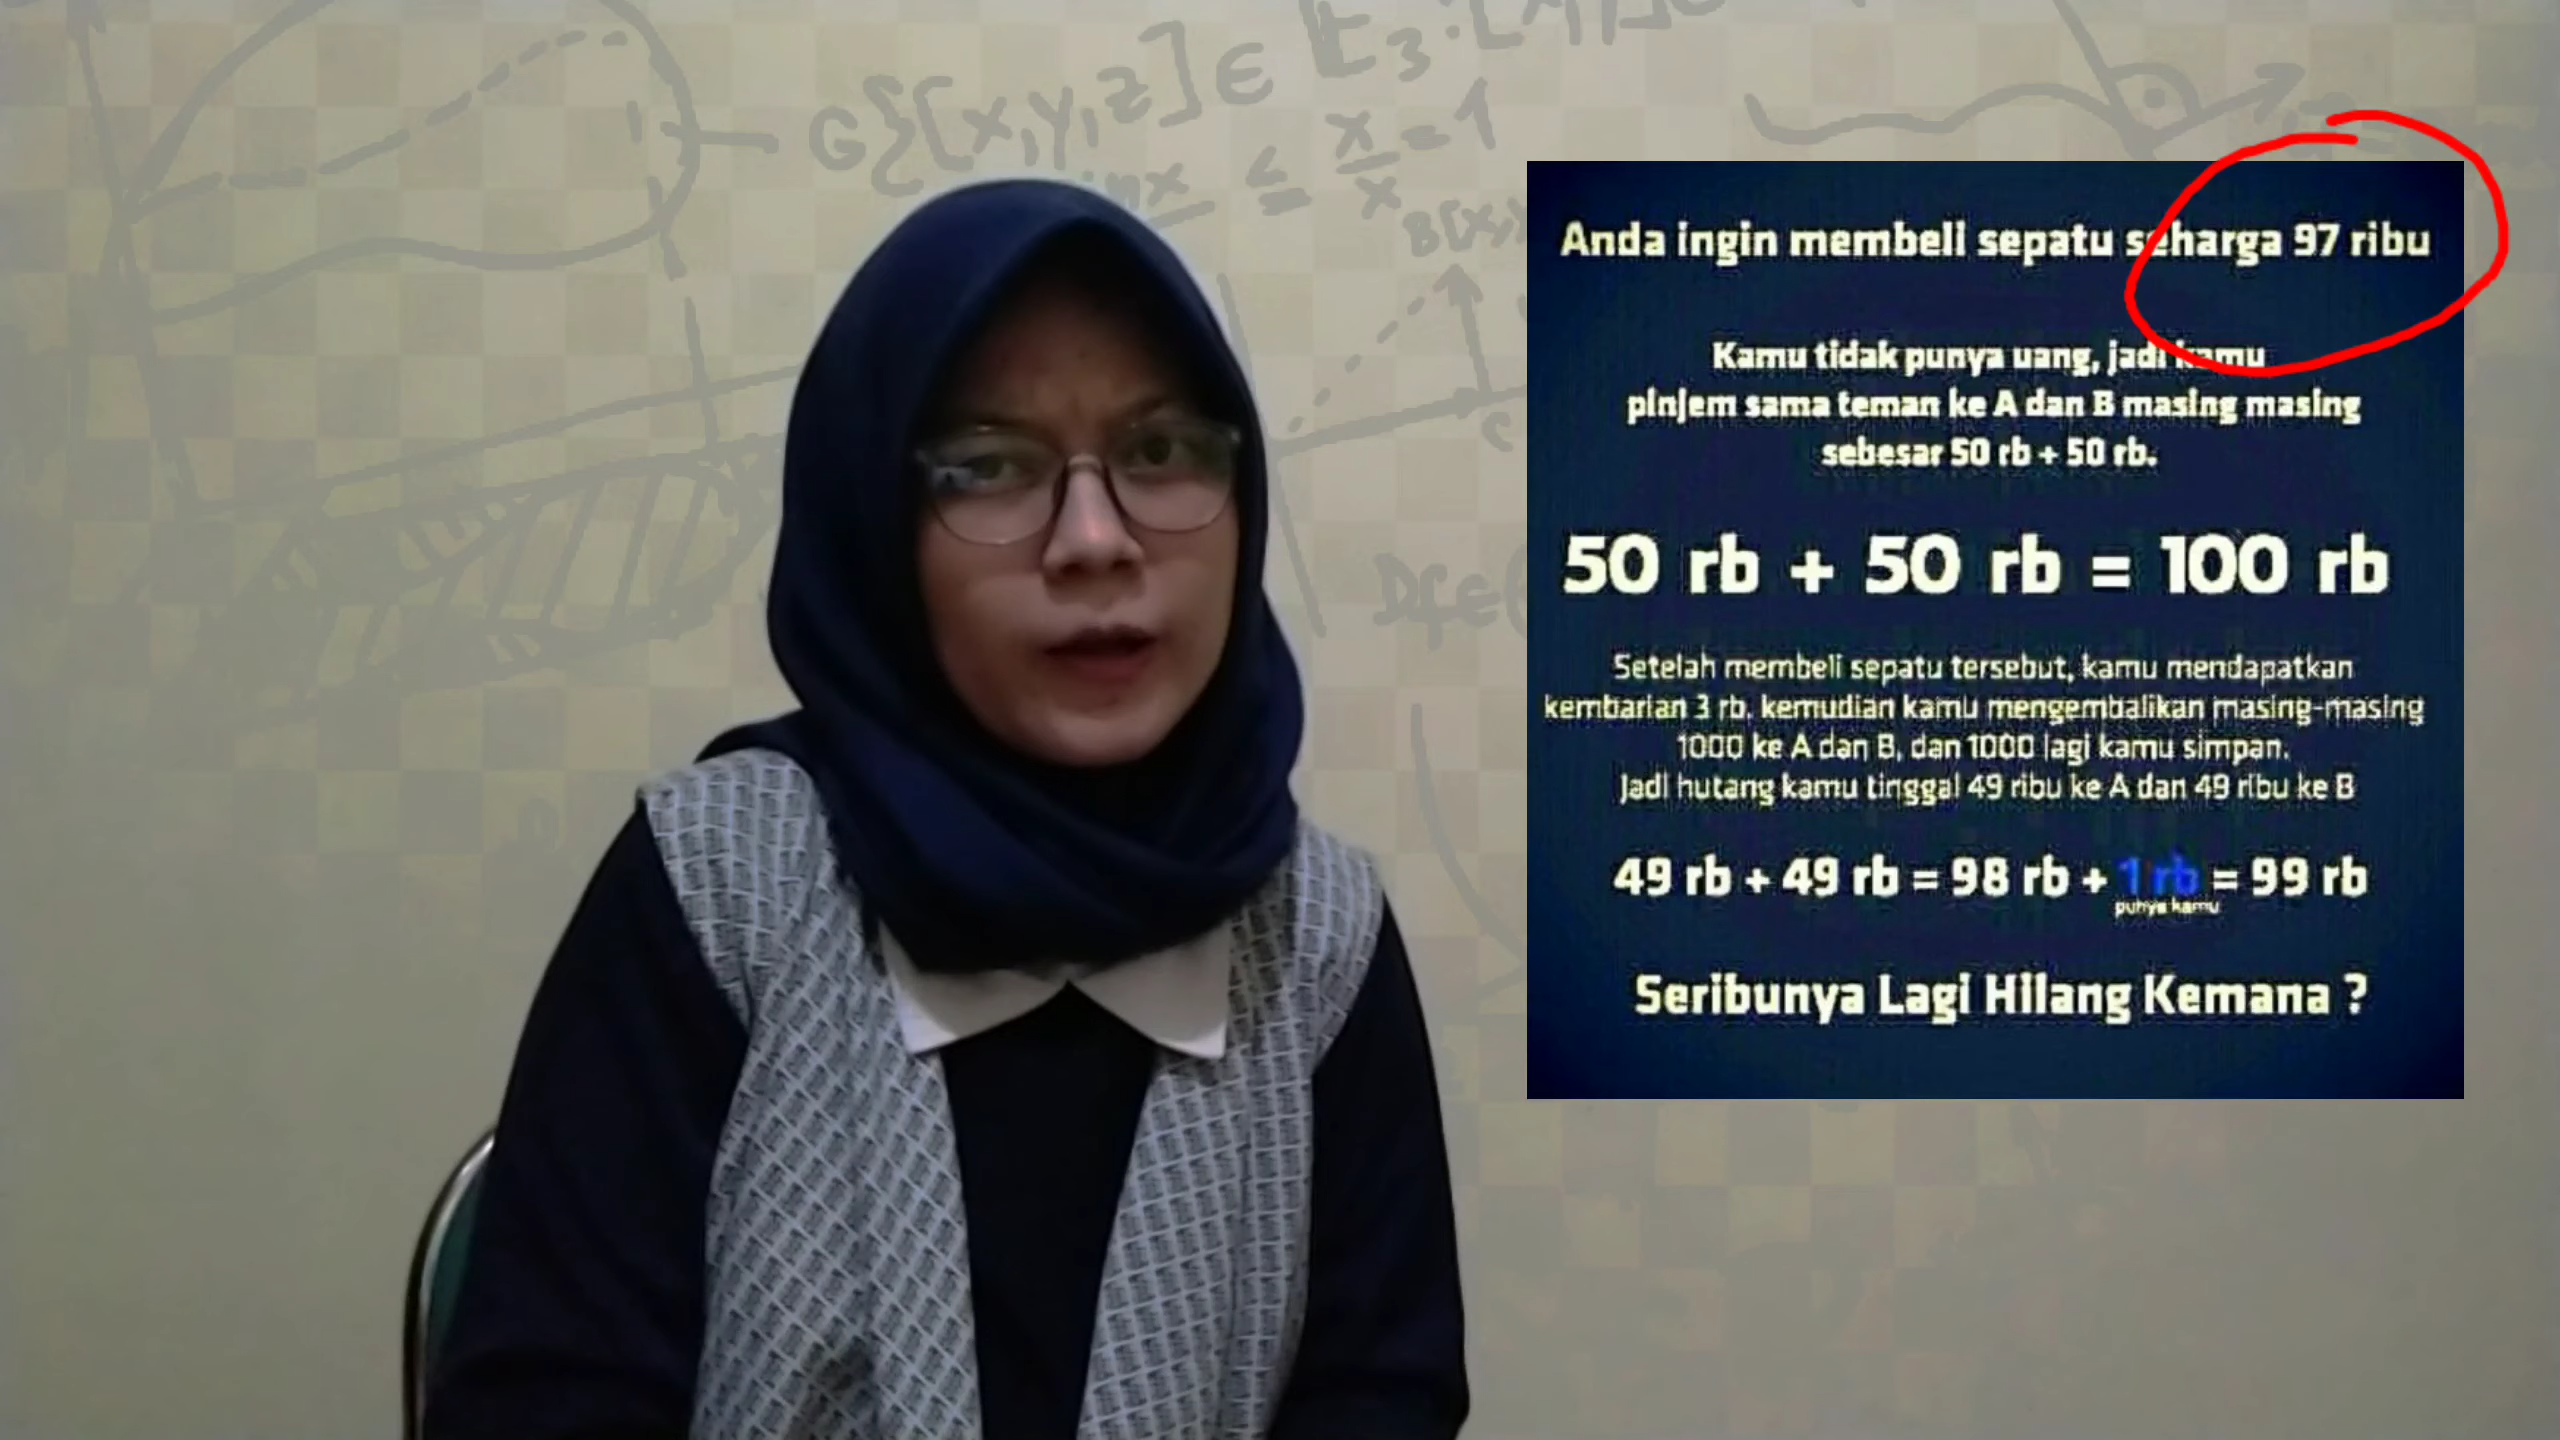 G{[x,y,z]∈E₃:[x,y]∈
x/x=1
Anda ingin membeli sepatu seharga 97 ribu
Kamu tidak punya uang, jadi kamu
pinjem sama teman ke A dan B masing masing
sebesar 50 rb + 50 rb.
50 rb + 50 rb = 100 rb
Setelah membeli sepatu tersebut, kamu mendapatkan
kembarian 3 rb, kemudian kamu mengembalikan masing-masing
1000 ke A dan B, dan 1000 lagi kamu simpan.
Jadi hutang kamu tinggal 49 ribu ke A dan 49 ribu ke B
49 rb + 49 rb = 98 rb + 1 rb = 99 rb
punya kamu
Seribunya Lagi Hilang Kemana ?